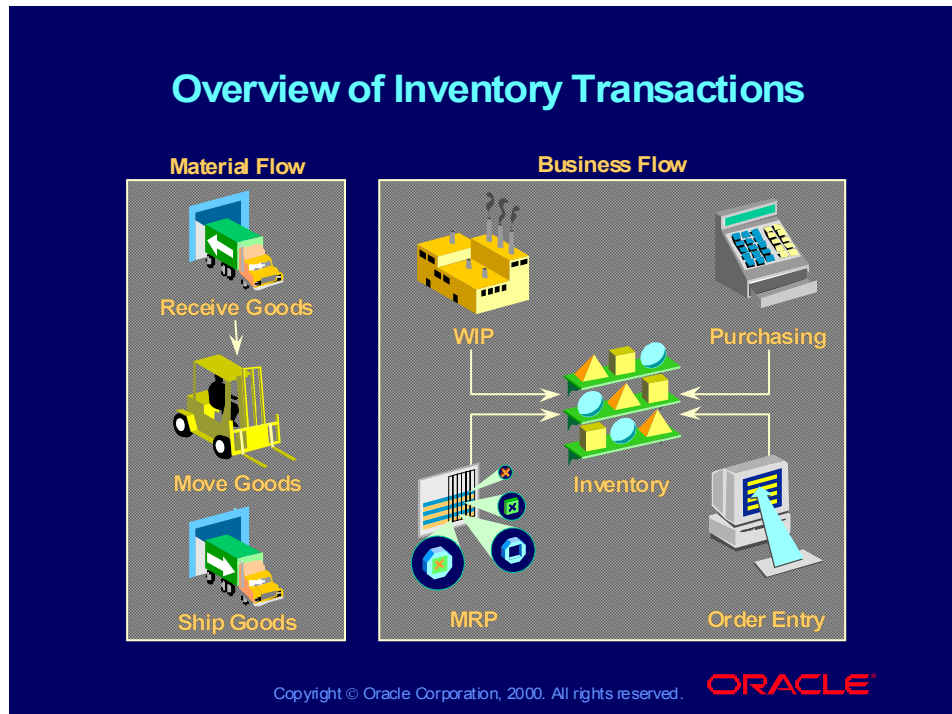 Overview of Inventory Transactions
Material Flow
Receive Goods
Move Goods
Ship Goods
Business Flow
WIP
Purchasing
Inventory
MRP
Order Entry
Copyright © Oracle Corporation, 2000. All rights reserved.
ORACLE®